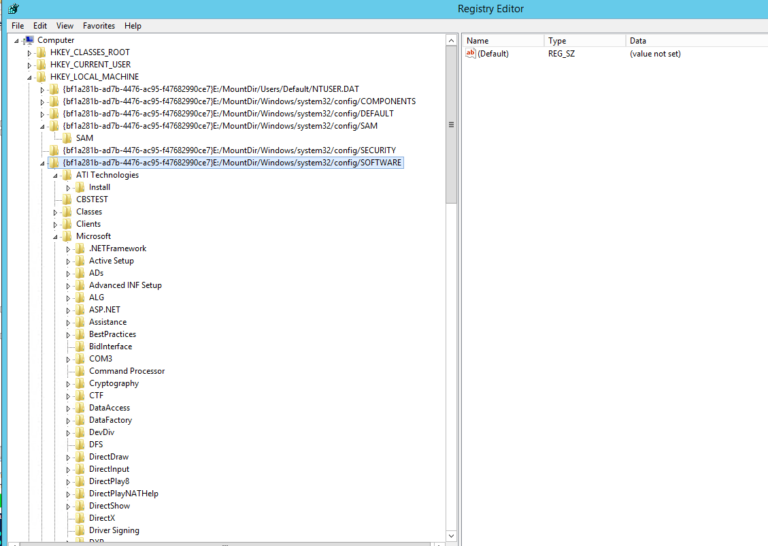 Registry Editor
File Edit View Favorites Help
Computer
HKEY_CLASSES_ROOT
HKEY_CURRENT_USER
HKEY_LOCAL_MACHINE
{bf1a281b-ad7b-4476-ac95-f47682990ce7}E:/MountDir/Users/Default/NTUSER.DAT
{bf1a281b-ad7b-4476-ac95-f47682990ce7}E:/MountDir/Windows/system32/config/COMPONENTS
{bf1a281b-ad7b-4476-ac95-f47682990ce7}E:/MountDir/Windows/system32/config/DEFAULT
{bf1a281b-ad7b-4476-ac95-f47682990ce7}E:/MountDir/Windows/system32/config/SAM
SAM
{bf1a281b-ad7b-4476-ac95-f47682990ce7}E:/MountDir/Windows/system32/config/SECURITY
{bf1a281b-ad7b-4476-ac95-f47682990ce7}E:/MountDir/Windows/system32/config/SOFTWARE
ATI Technologies
Install
CBSTEST
Classes
Clients
Microsoft
.NETFramework
Active Setup
ADs
Advanced INF Setup
ALG
ASP.NET
Assistance
BestPractices
BidInterface
COM3
Command Processor
Cryptography
CTF
DataAccess
DataFactory
DevDiv
DFS
DirectDraw
DirectInput
DirectPlay8
DirectPlayNATHelp
DirectShow
DirectX
Driver Signing
Name Type Data
(Default) REG_SZ (value not set)